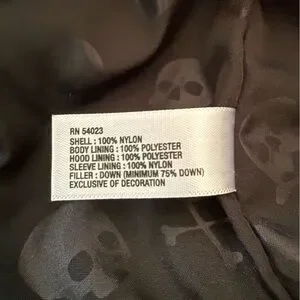 RN 54023
SHELL : 100% NYLON
BODY LINING : 100% POLYESTER
HOOD LINING : 100% POLYESTER
SLEEVE LINING : 100% NYLON
FILLER : DOWN (MINIMUM 75% DOWN)
EXCLUSIVE OF DECORATION